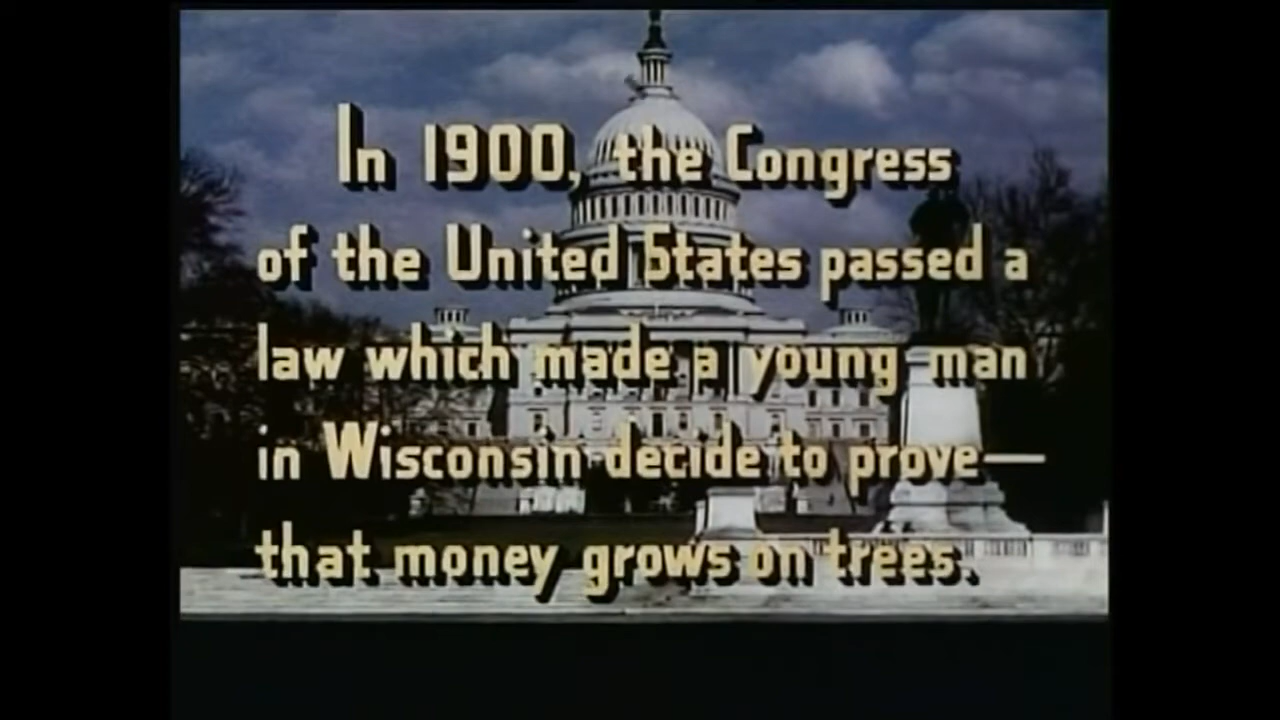 In 1900, the Congress
of the United States passed a
law which made a young man
in Wisconsin decide to prove—
that money grows on trees.